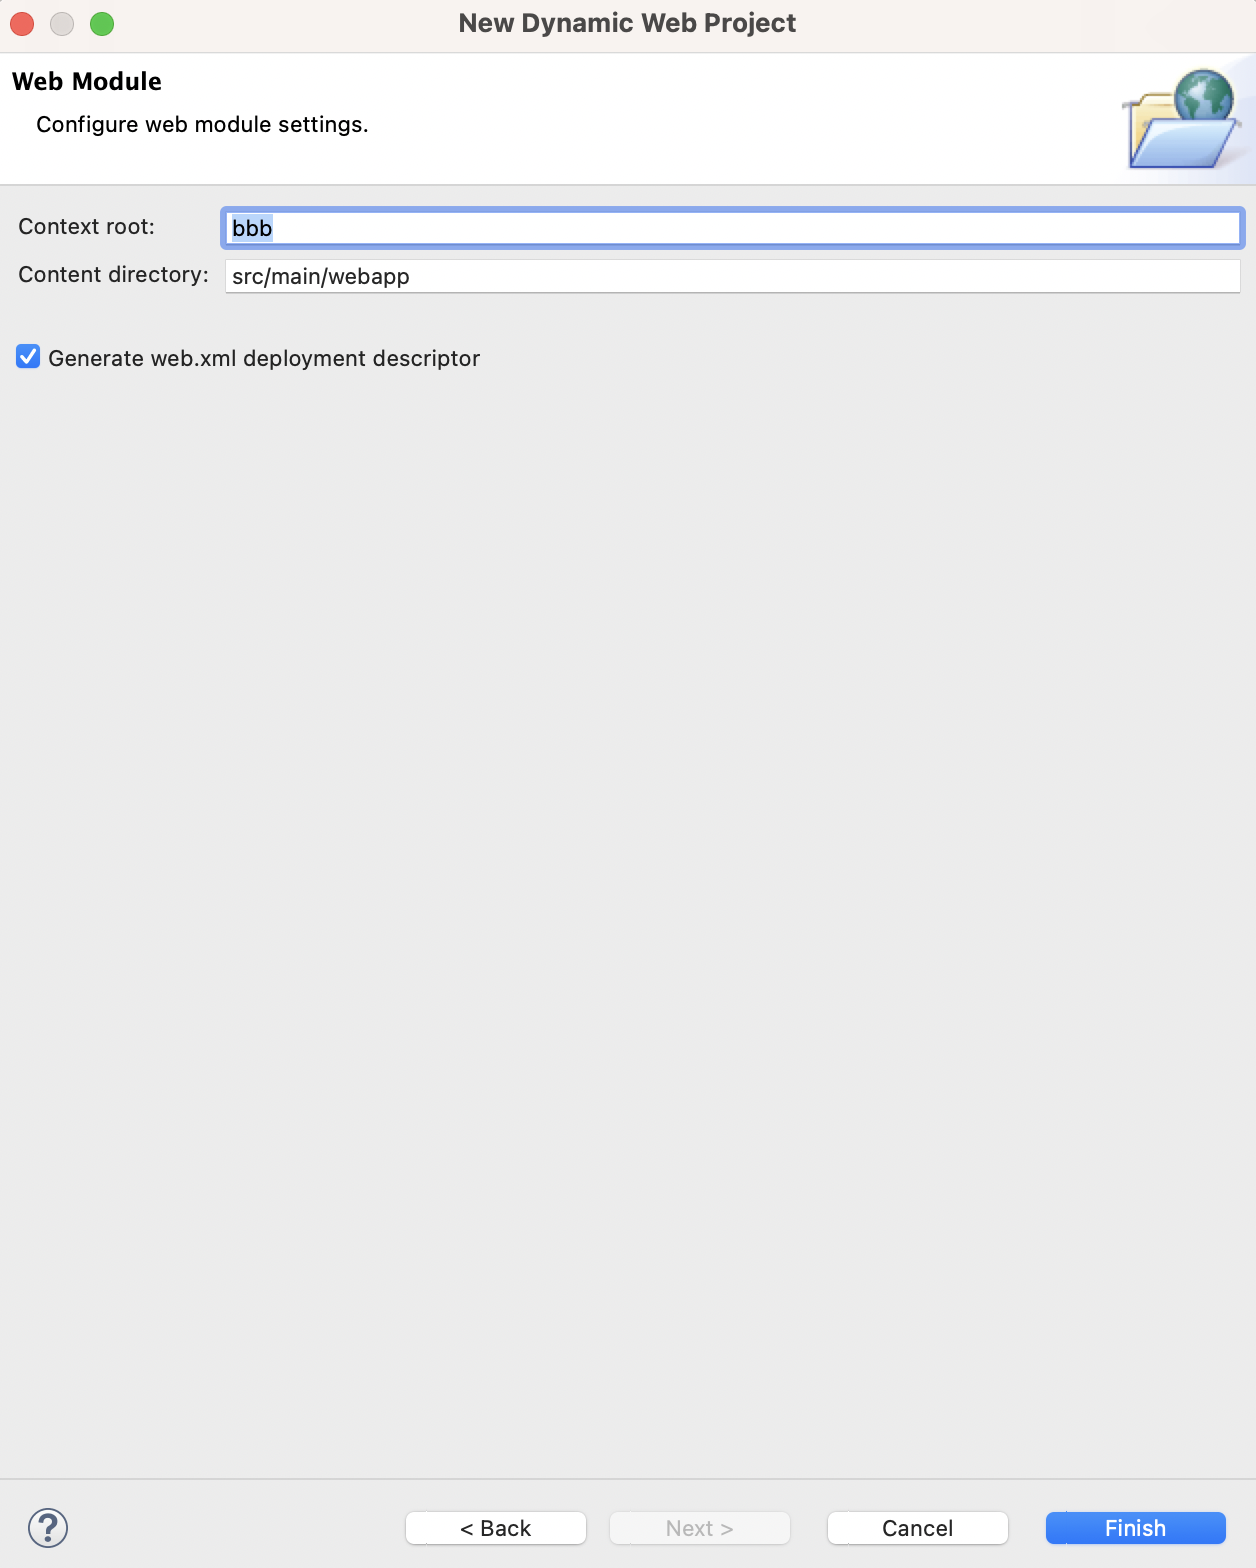 New Dynamic Web Project
Web Module
Configure web module settings.
Context root: bbb
Content directory: src/main/webapp
Generate web.xml deployment descriptor
? < Back Next > Cancel Finish